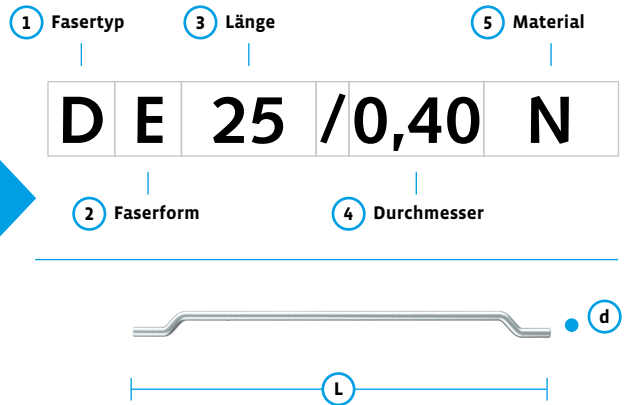 1 Fasertyp 3 Länge 5 Material
D E 25 /0,40 N
2 Faserform 4 Durchmesser
d
L